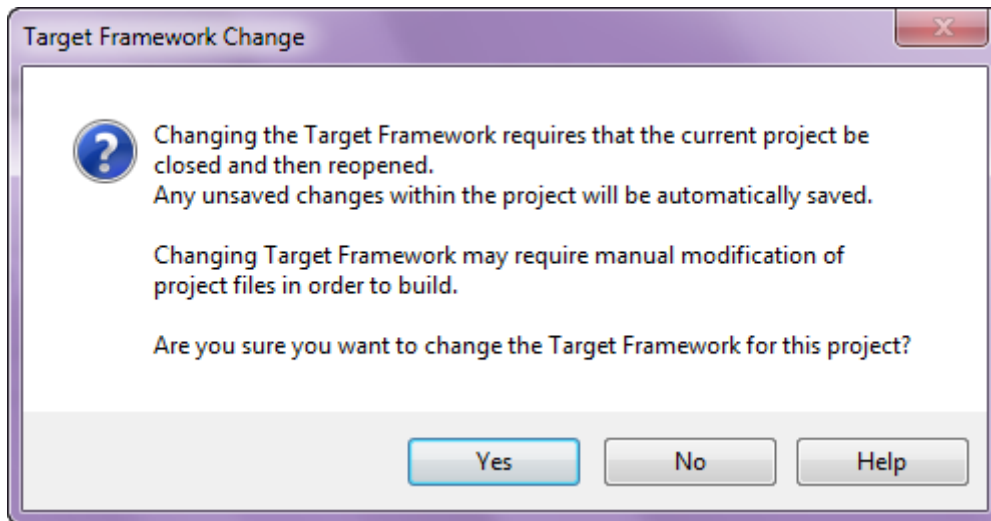 Target Framework Change
Changing the Target Framework requires that the current project be
closed and then reopened.
Any unsaved changes within the project will be automatically saved.
Changing Target Framework may require manual modification of
project files in order to build.
Are you sure you want to change the Target Framework for this project?
Yes
No
Help